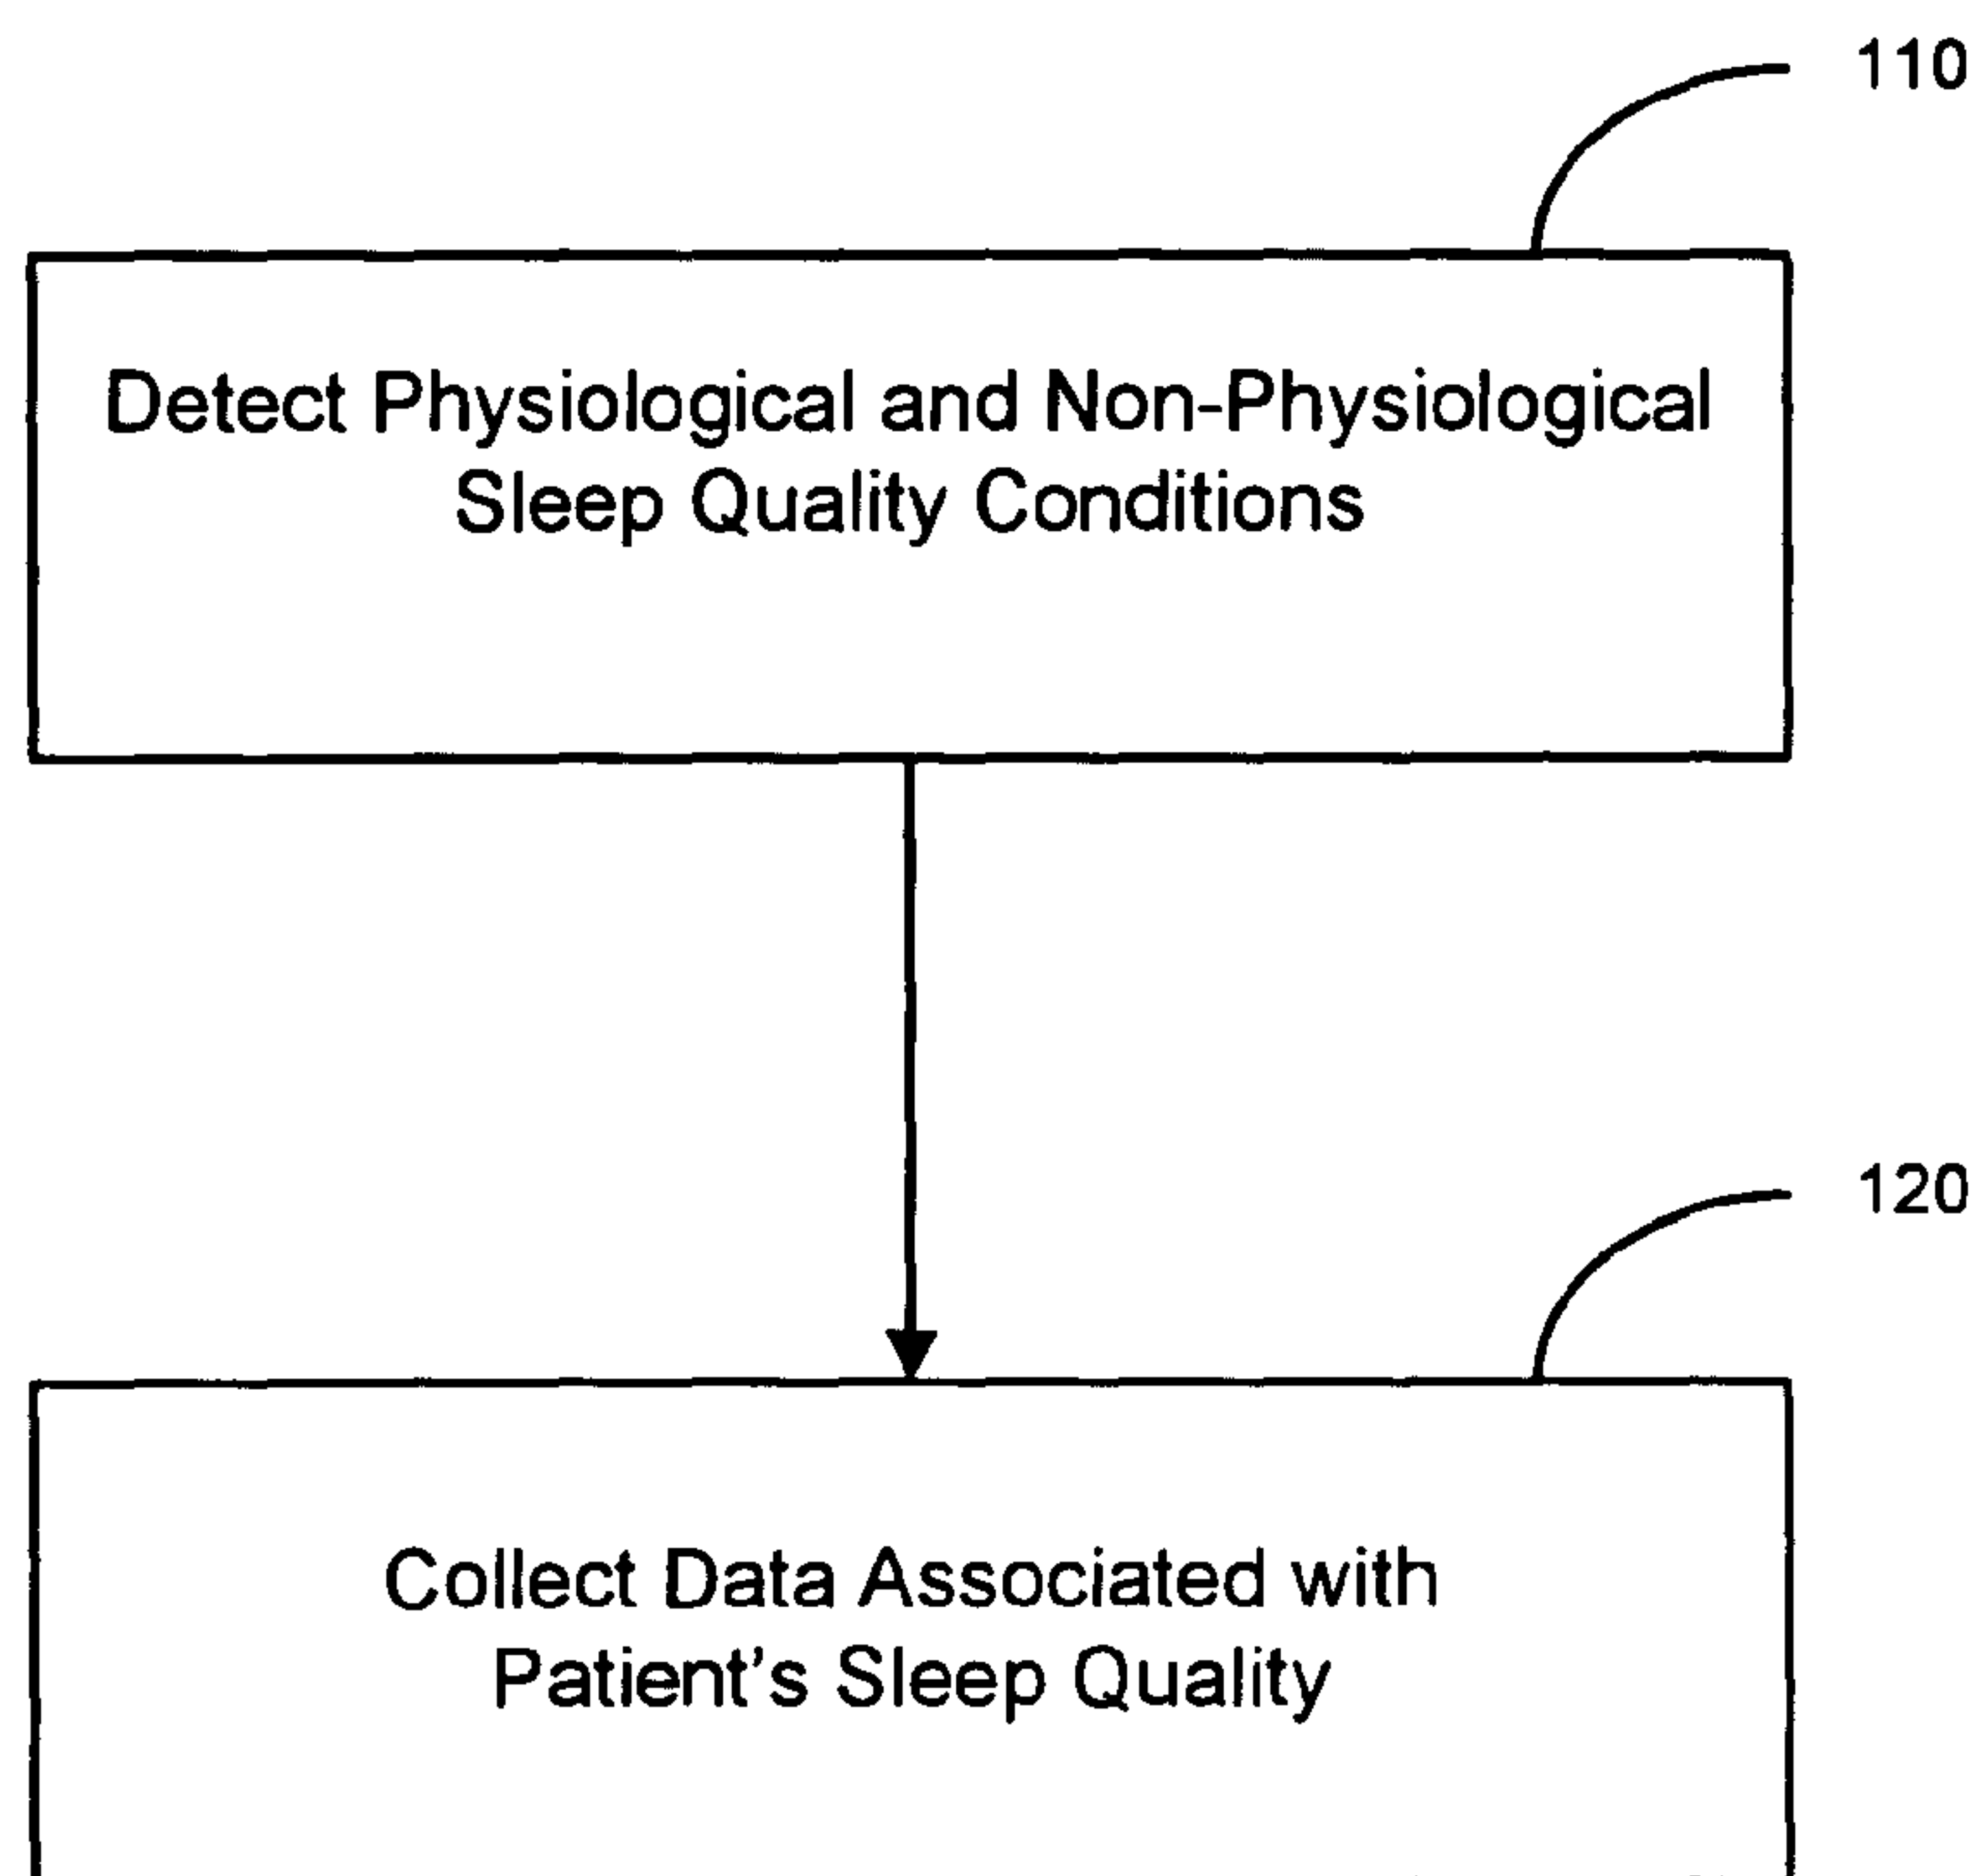 110
Detect Physiological and Non-Physiological
Sleep Quality Conditions
120
Collect Data Associated with
Patient's Sleep Quality